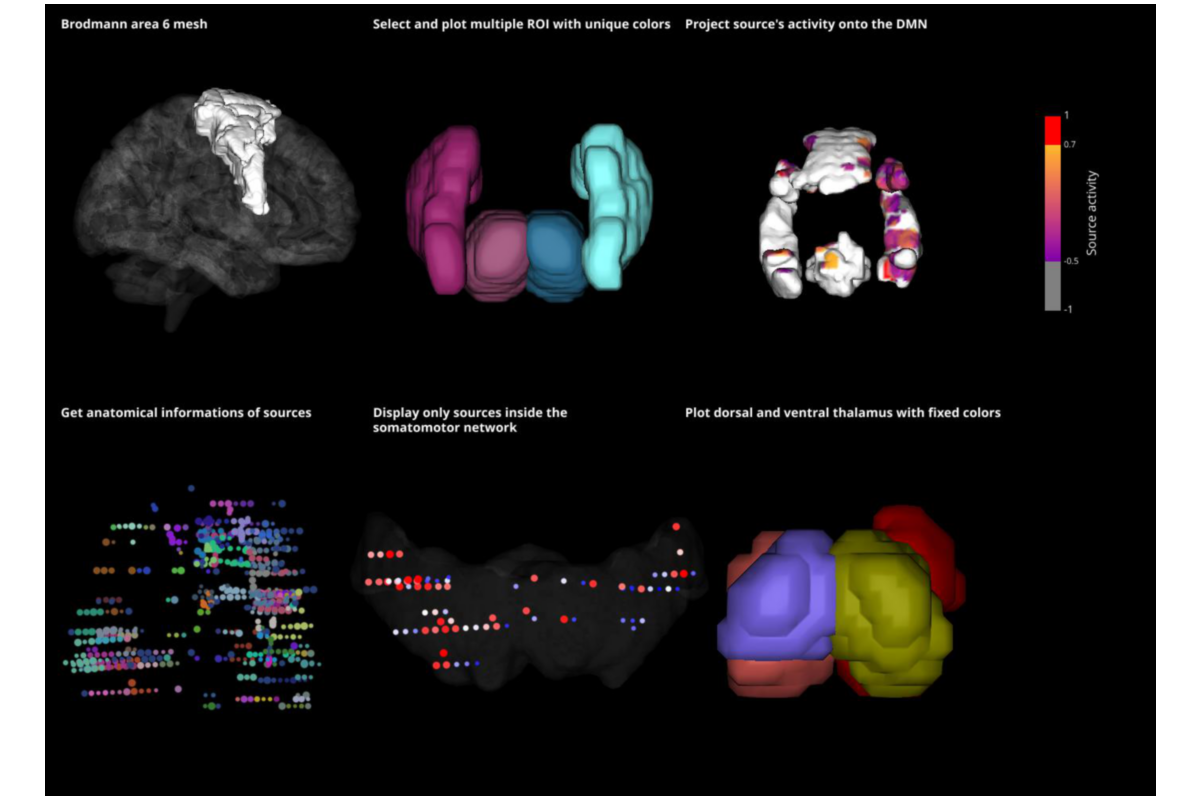 Brodmann area 6 mesh
Select and plot multiple ROI with unique colors
Project source's activity onto the DMN
1
0.7
Source activity
-0.5
-1
Get anatomical informations of sources
Display only sources inside the
somatomotor network
Plot dorsal and ventral thalamus with fixed colors